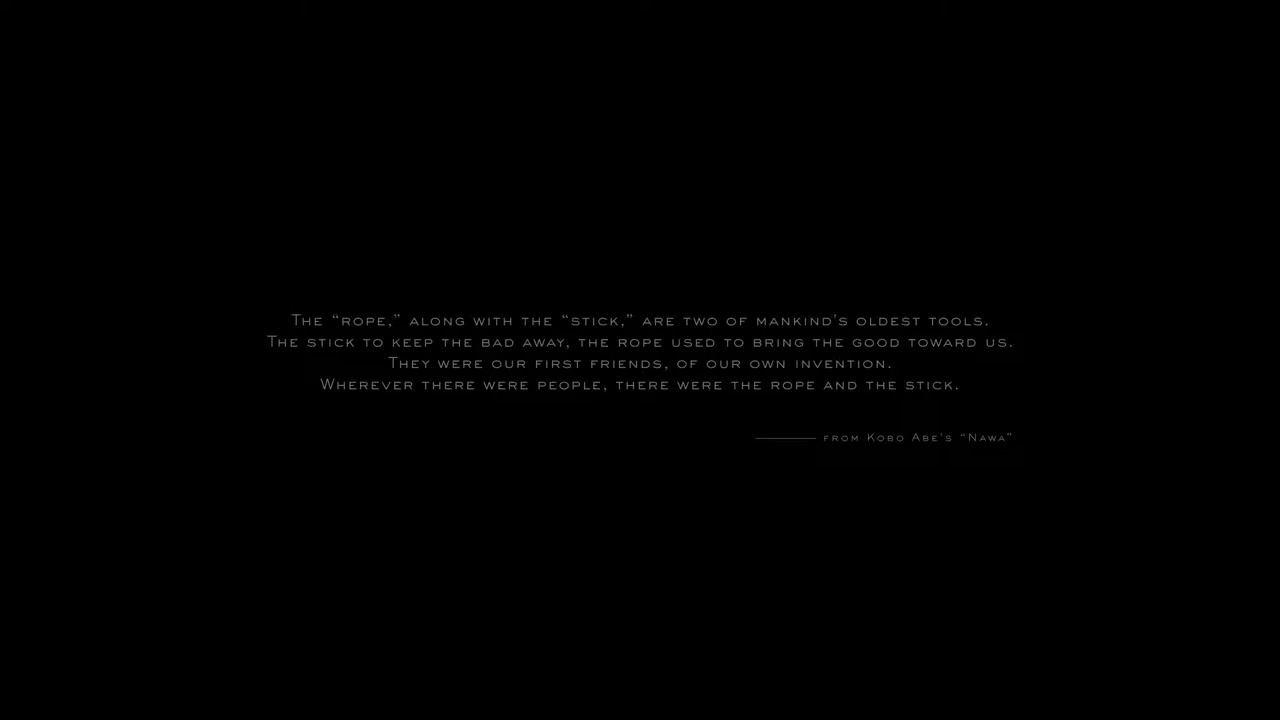 The “rope,” along with the “stick,” are two of mankind's oldest tools.
The stick to keep the bad away, the rope used to bring the good toward us.
They were our first friends, of our own invention.
Wherever there were people, there were the rope and the stick.
——— from Kobo Abe's “Nawa”